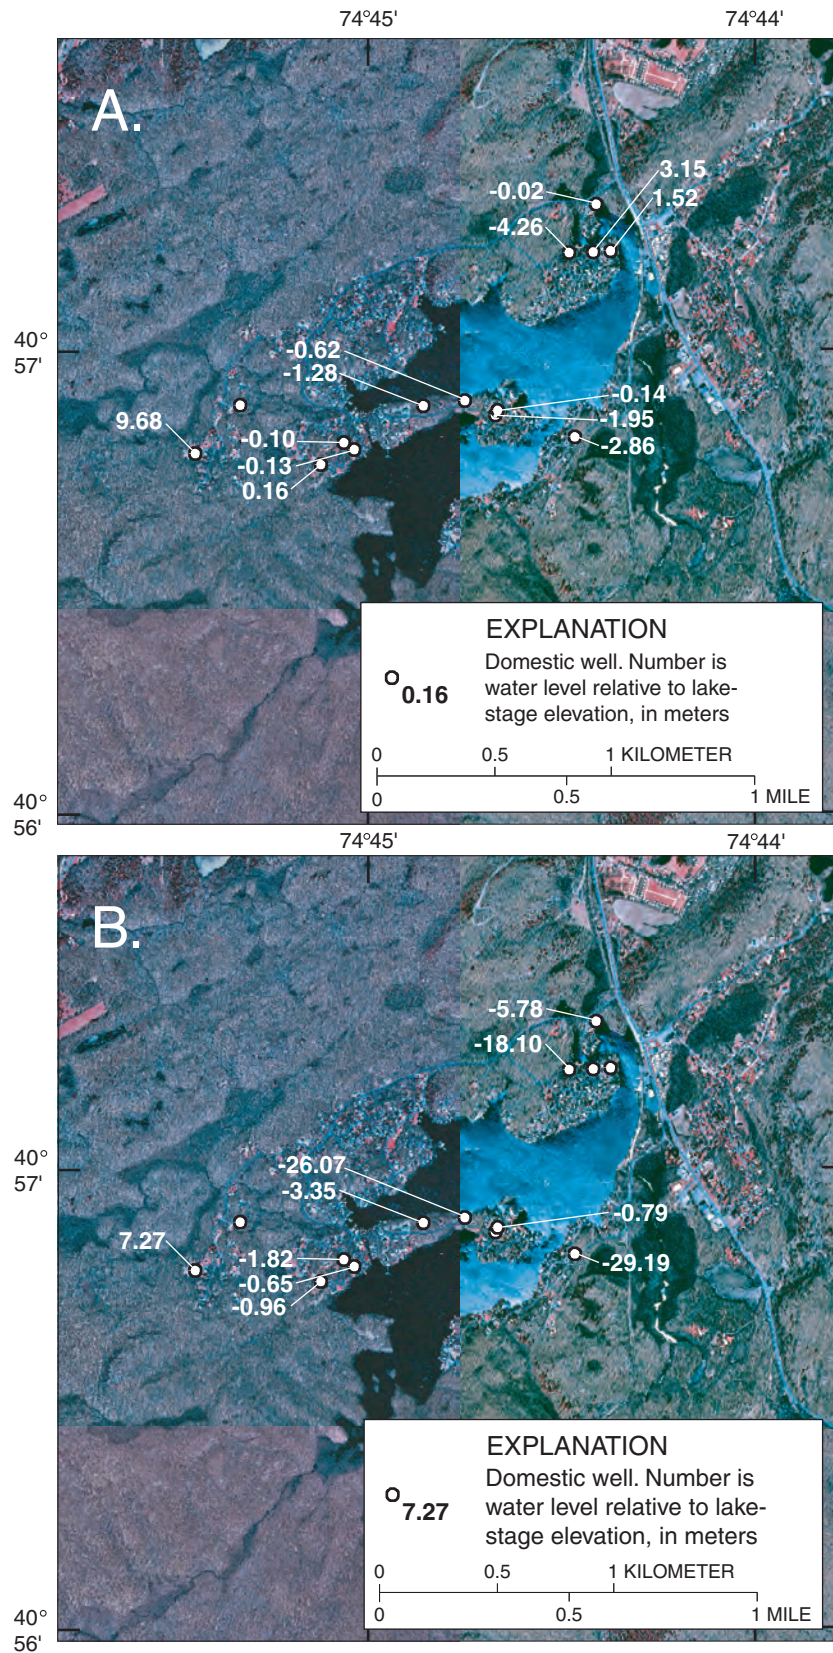 74°45'
74°44'
A.
3.15
-0.02
1.52
-4.26
40°
57'
-0.62
-1.28
-0.14
9.68
-1.95
-0.10
-2.86
-0.13
0.16
EXPLANATION
Domestic well. Number is
water level relative to lake-
stage elevation, in meters
0.16
0 0.5 1 KILOMETER
0 0.5 1 MILE
40°
56'
74°45'
74°44'
B.
-5.78
-18.10
40°
57'
-26.07
-3.35
-0.79
7.27
-1.82
-29.19
-0.65
-0.96
EXPLANATION
Domestic well. Number is
water level relative to lake-
stage elevation, in meters
7.27
0 0.5 1 KILOMETER
0 0.5 1 MILE
40°
56'